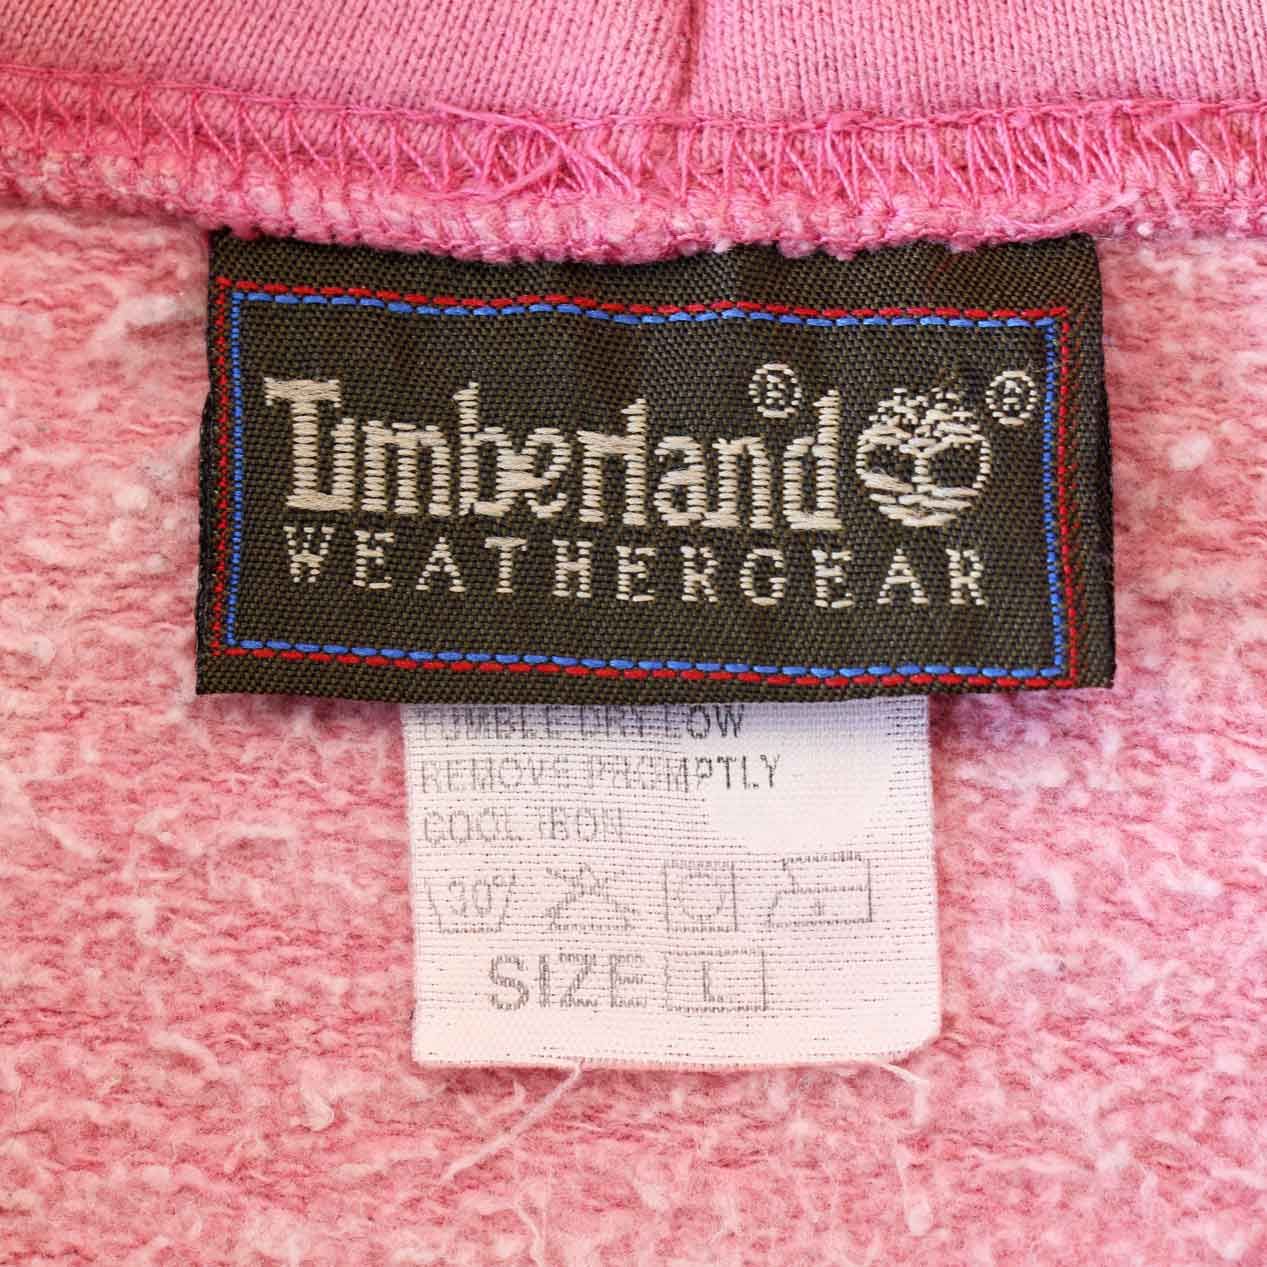 Timberland®
®
WEATHERGEAR
TUMBLE DRY LOW
REMOVE PROMPTLY
COOL IRON
30°
SIZE L